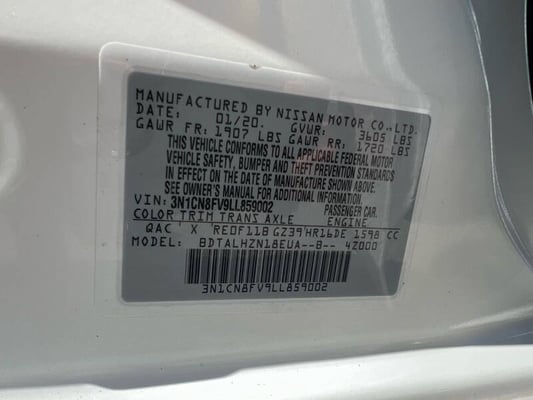 MANUFACTURED BY NISSAN MOTOR CO.,LTD.
DATE: 01/20. GVWR: 3605 LBS
GAWR FR: 1907 LBS GAWR RR: 1720 LBS
THIS VEHICLE CONFORMS TO ALL APPLICABLE FEDERAL MOTOR
VEHICLE SAFETY, BUMPER AND THEFT PREVENTION STANDARDS
IN EFFECT ON THE DATE OF MANUFACTURE SHOWN ABOVE.
SEE OWNER'S MANUAL FOR ADDITIONAL INFORMATION.
VIN: 3N1CN8FV9LL859002 PASSENGER CAR
COLOR TRIM TRANS AXLE ENGINE
QAC X RE0F11B GZ39 HR16DE 1598 CC
MODEL: BDTALHZN18EUA--B-- 4Z000
3N1CN8FV9LL859002